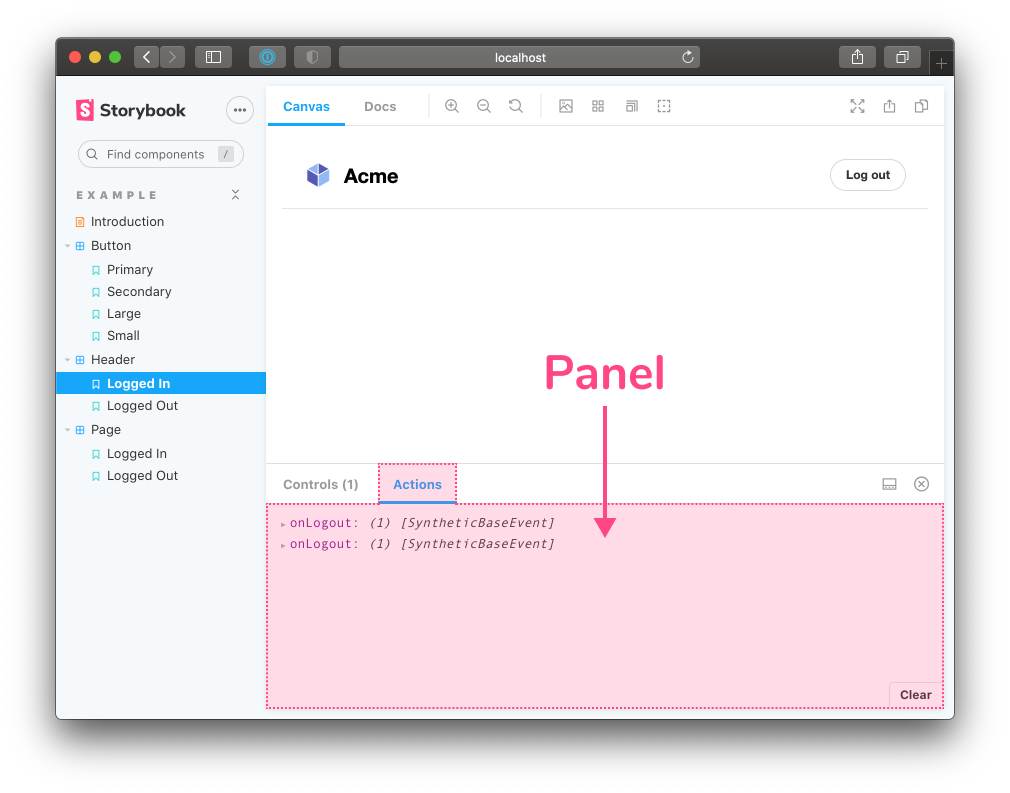 localhost
Storybook
Find components /
EXAMPLE
Introduction
Button
Primary
Secondary
Large
Small
Header
Logged In
Logged Out
Page
Logged In
Logged Out
Canvas Docs
Acme Log out
Panel
Controls (1) Actions
onLogout: (1) [SyntheticBaseEvent]
onLogout: (1) [SyntheticBaseEvent]
Clear